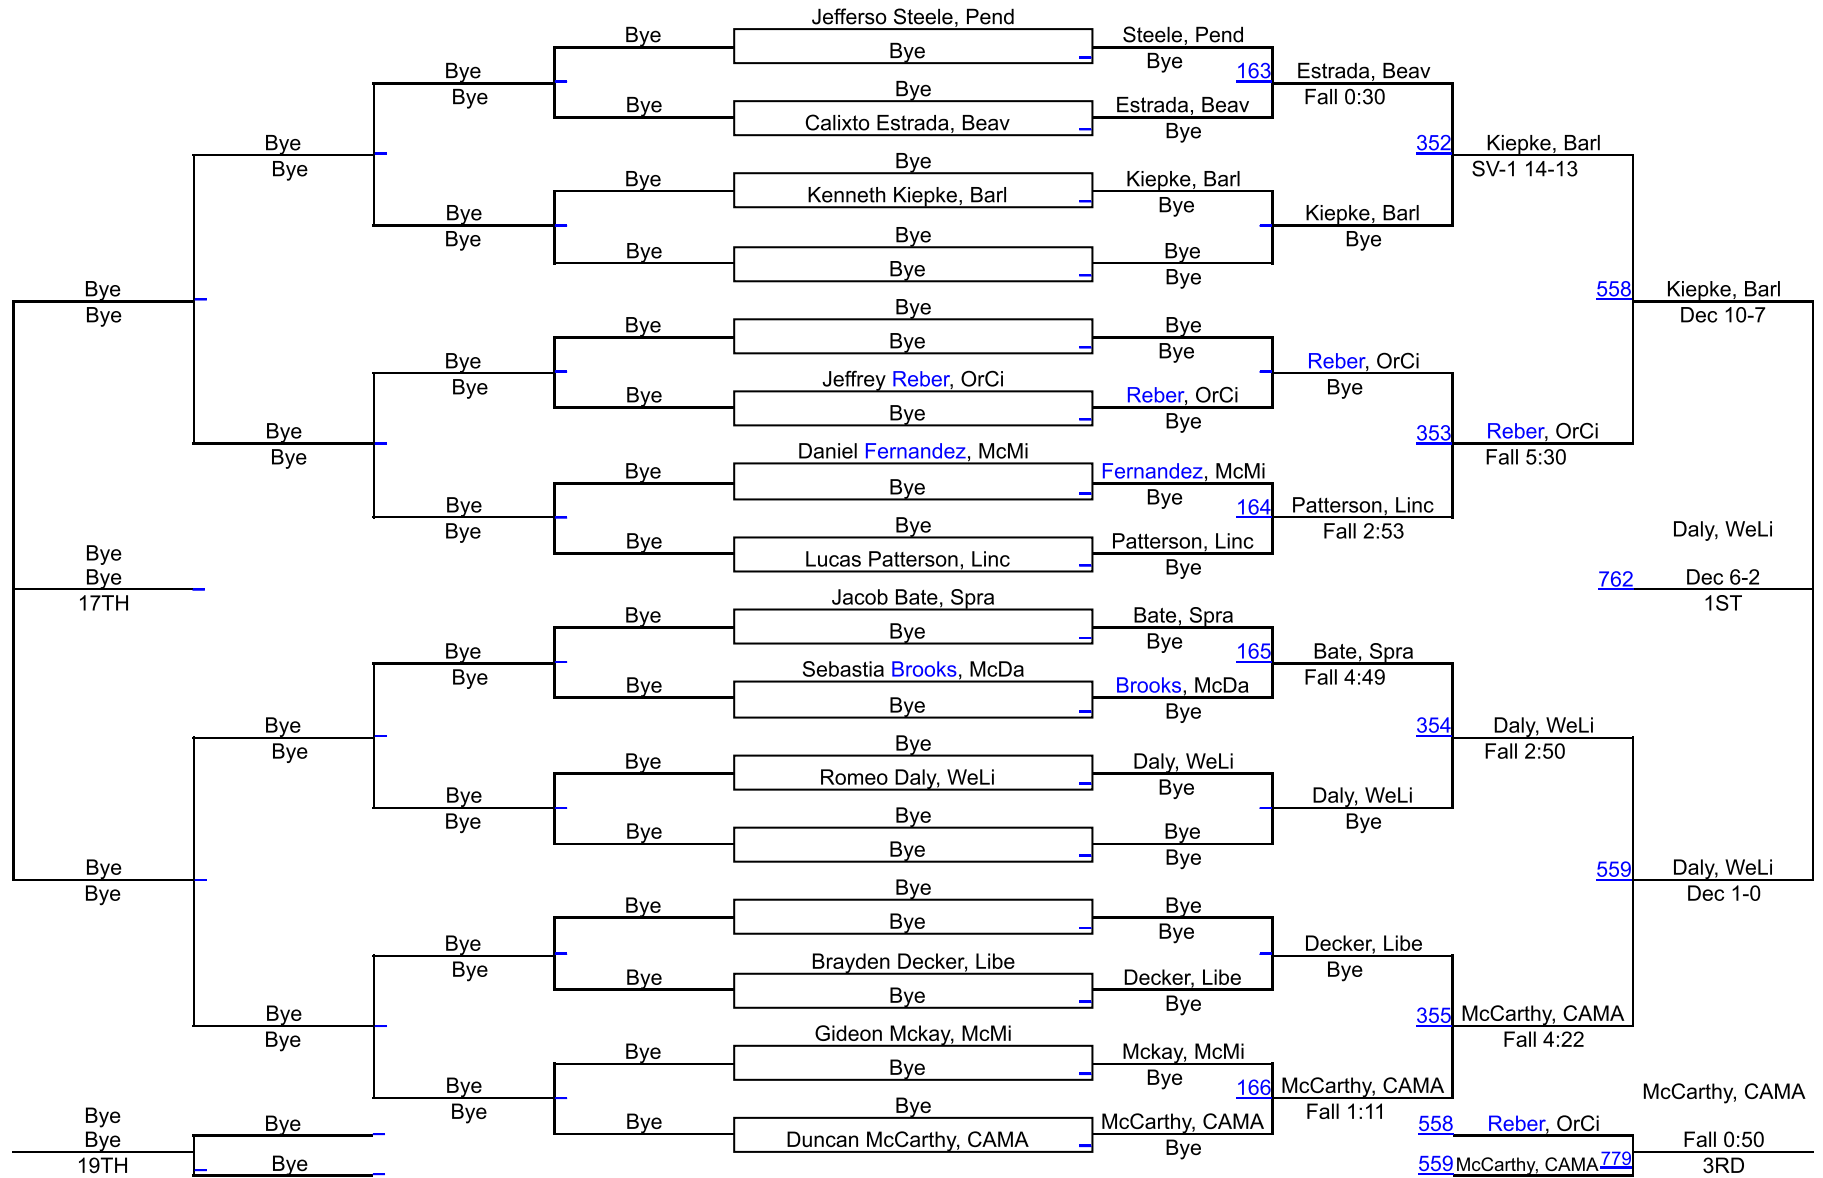 Jefferso Steele, Pend
Bye Bye Steele, Pend
Bye Bye 163 Estrada, Beav
Bye Bye Fall 0:30
Bye Bye Estrada, Beav
Calixto Estrada, Beav Bye
Bye 352 Kiepke, Barl
Bye Bye SV-1 14-13
Bye Kenneth Kiepke, Barl Kiepke, Barl
Bye
Bye Kiepke, Barl
Bye Bye Bye
Bye Bye Bye
Bye Bye
Bye 558 Kiepke, Barl
Bye Bye Dec 10-7
Bye Bye Bye
Bye Bye Reber, OrCi
Bye Jeffrey Reber, OrCi Bye
Bye Bye Reber, OrCi
Bye Bye
Bye 353 Reber, OrCi
Bye Daniel Fernandez, McMi Fall 5:30
Bye Bye Fernandez, McMi
Bye Bye
Bye 164 Patterson, Linc
Bye Bye Fall 2:53
Bye Lucas Patterson, Linc Patterson, Linc
Bye
Daly, WeLi
Bye
Bye 762 Dec 6-2
17TH 1ST
Jacob Bate, Spra
Bye Bye Bate, Spra
Bye Bye 165 Bate, Spra
Bye Sebastia Brooks, McDa Fall 4:49
Bye Bye Brooks, McDa
Bye
Bye 354 Daly, WeLi
Bye Bye Fall 2:50
Bye Romeo Daly, WeLi Daly, WeLi
Bye
Bye Daly, WeLi
Bye Bye Bye
Bye Bye Bye
Bye
Bye 559 Daly, WeLi
Bye Bye Dec 1-0
Bye Bye Bye
Bye
Bye Decker, Libe
Bye Brayden Decker, Libe Bye
Bye Bye Decker, Libe
Bye
Bye 355 McCarthy, CAMA
Bye Gideon Mckay, McMi Fall 4:22
Bye Bye Mckay, McMi
Bye
Bye 166 McCarthy, CAMA
Bye Bye Fall 1:11
McCarthy, CAMA
Bye
Bye Bye McCarthy, CAMA 558 Reber, OrCi
Bye Duncan McCarthy, CAMA Bye Fall 0:50
19TH Bye 559 McCarthy, CAMA 779 3RD